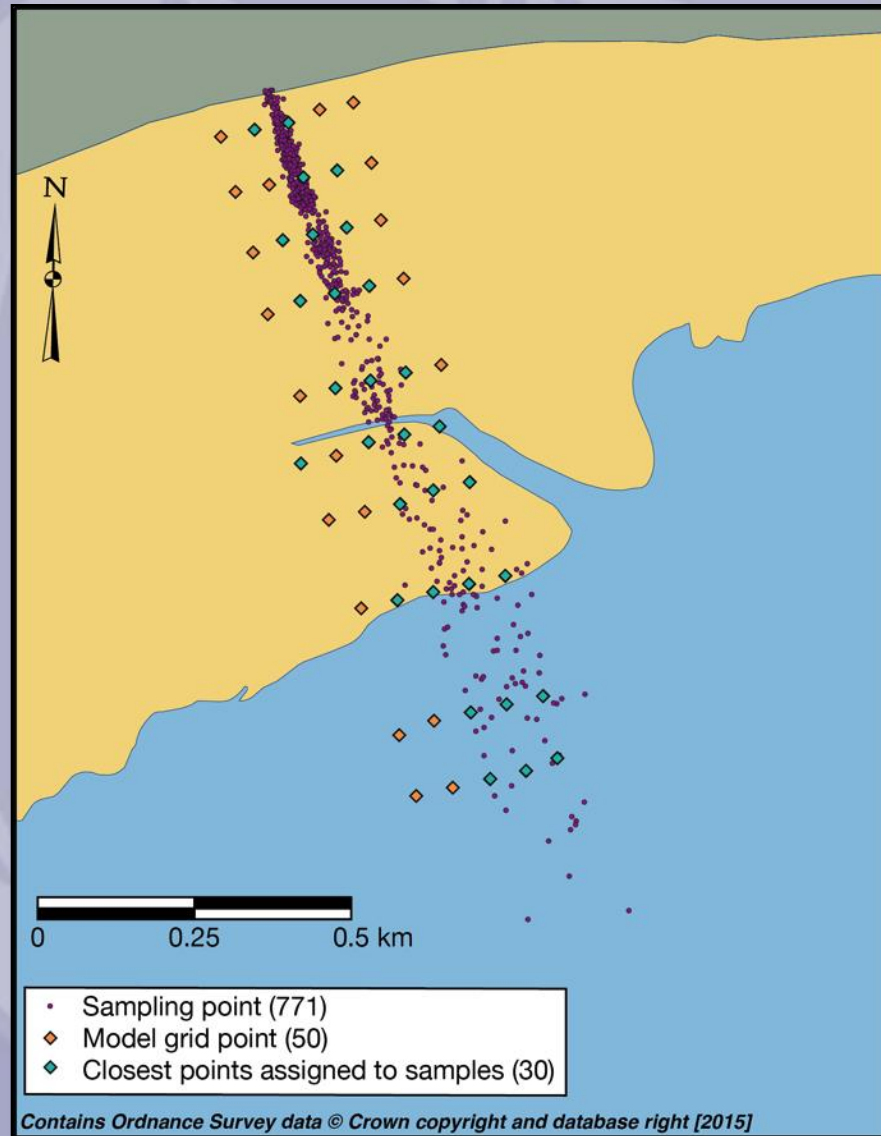 N
0
0.25
0.5 km
Sampling point (771)
Model grid point (50)
Closest points assigned to samples (30)
Contains Ordnance Survey data © Crown copyright and database right [2015]